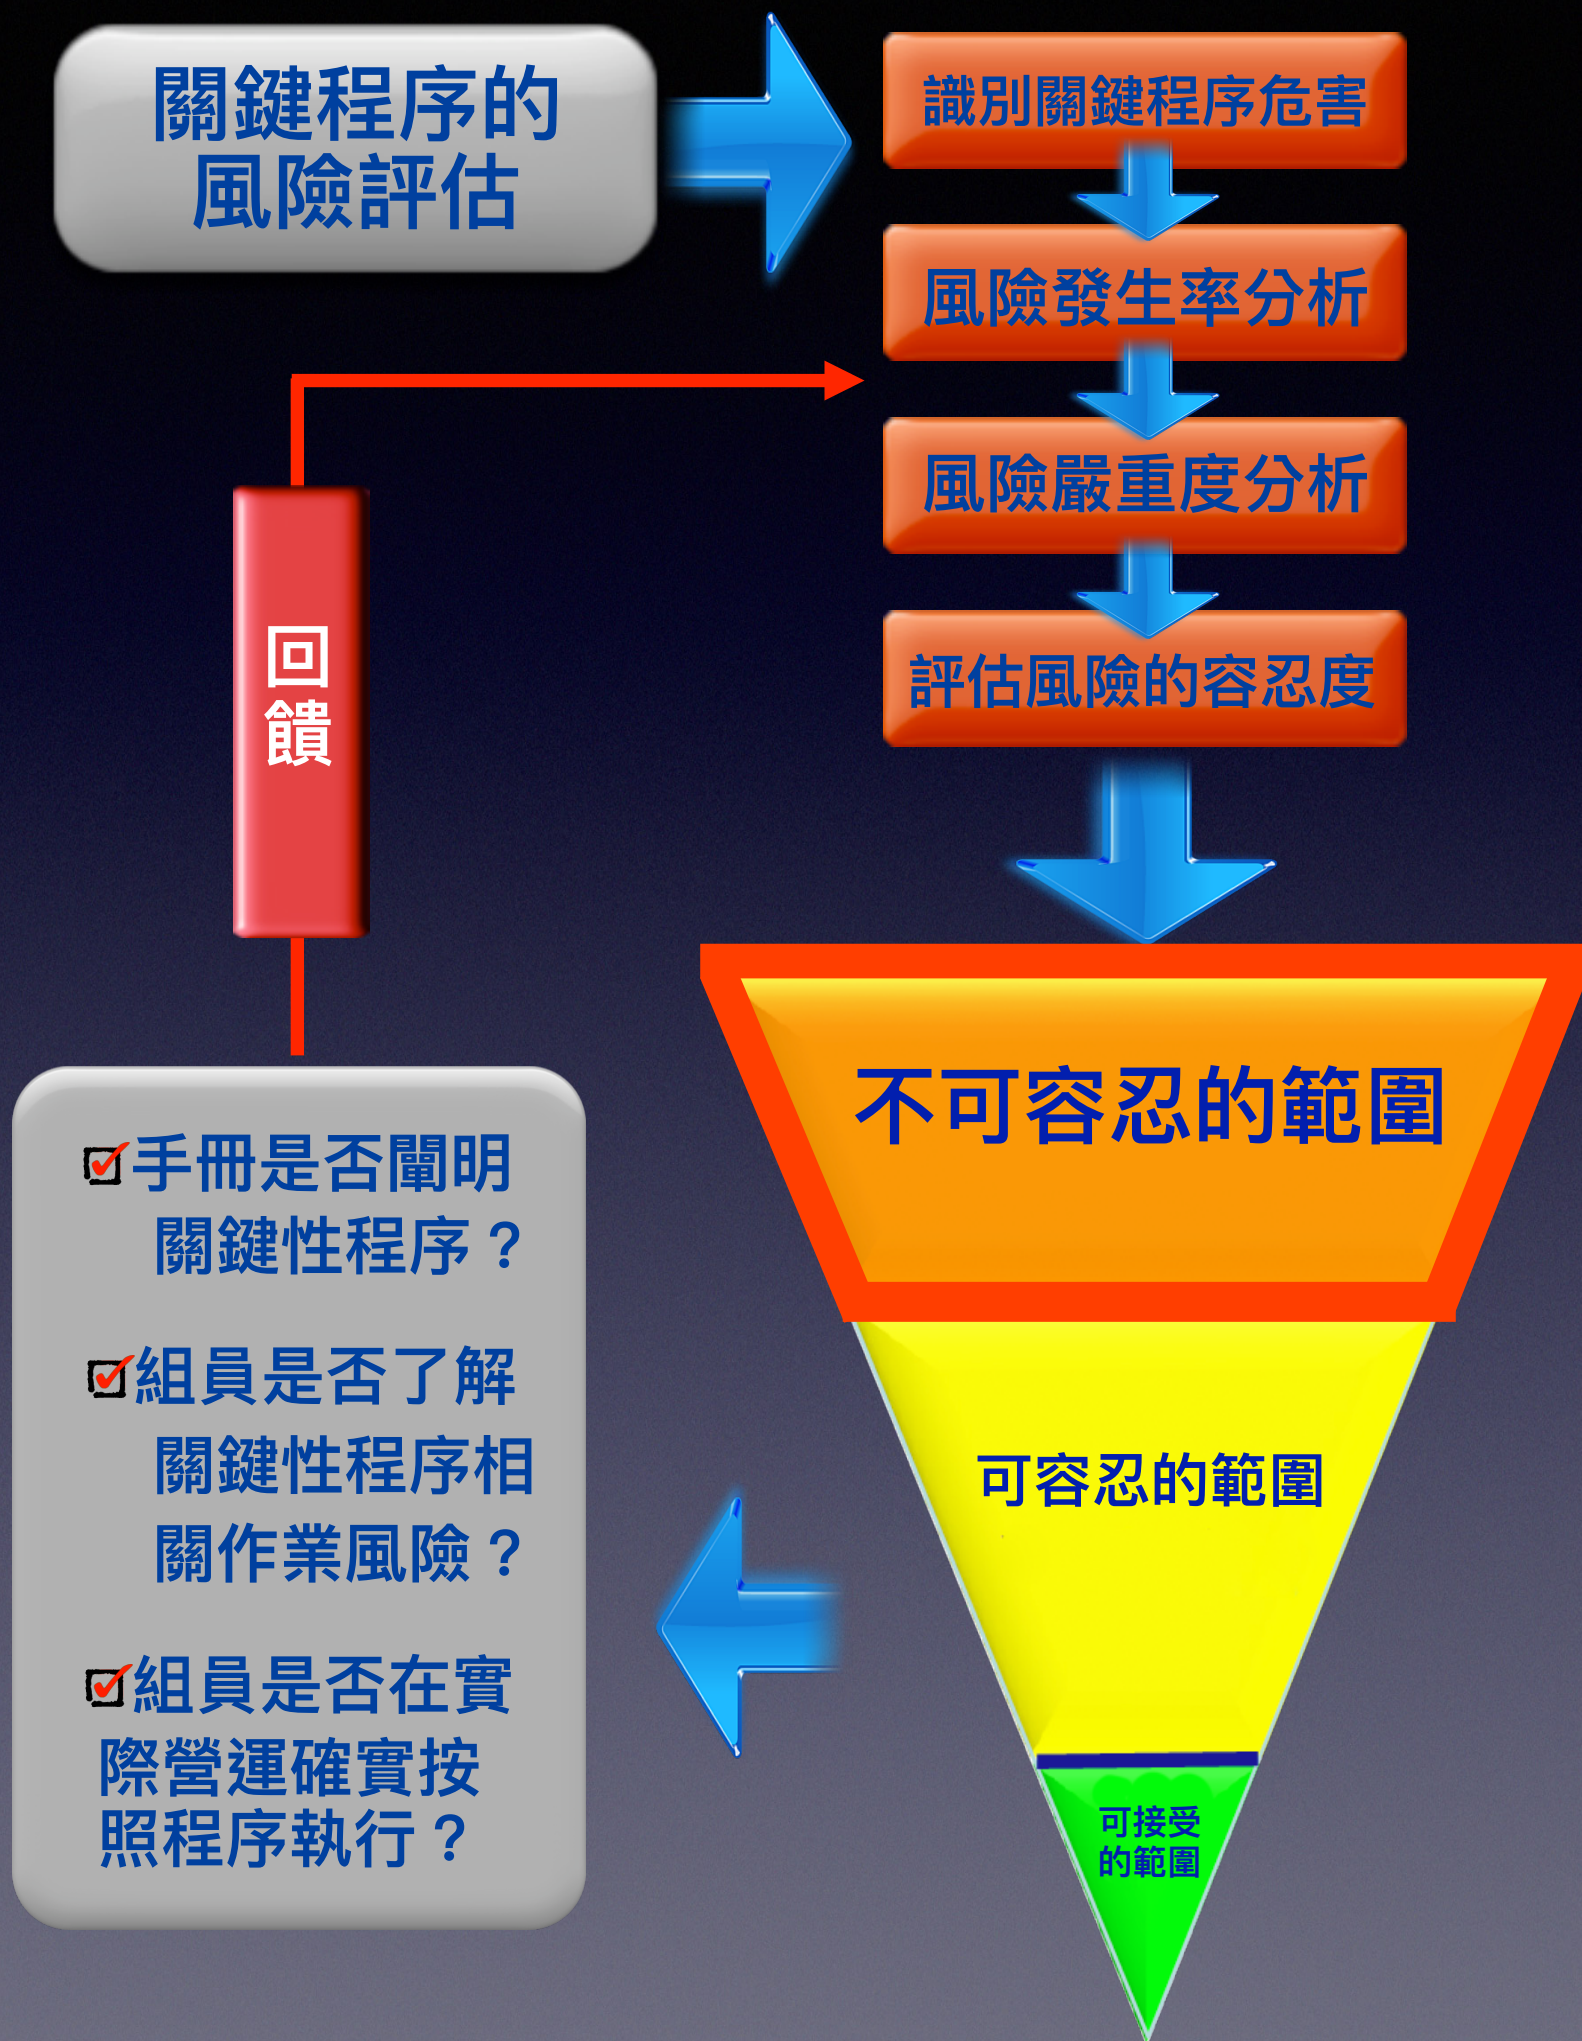 關鍵程序的
風險評估
識別關鍵程序危害
風險發生率分析
風險嚴重度分析
評估風險的容忍度
回
饋
不可容忍的範圍
可容忍的範圍
可接受
的範圍
手冊是否闡明
關鍵性程序？
組員是否了解
關鍵性程序相
關作業風險？
組員是否在實
際營運確實按
照程序執行？